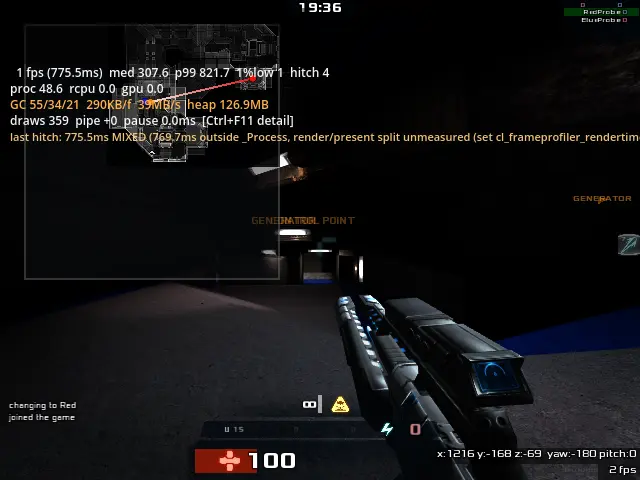 19:36
RedProbe
BlueProbe
1 fps (775.5ms) med 307.6 p99 821.7 1%low 1 hitch 4
proc 48.6 rcpu 0.0 gpu 0.0
GC 55/34/21 290KB/f 39MB/s heap 126.9MB
draws 359 pipe +0 pause 0.0ms [Ctrl+F11 detail]
last hitch: 775.5ms MIXED (769.7ms outside _Process, render/present split unmeasured (set cl_frameprofiler_rendertime
GENERATOR
POINT
changing to Red
joined the game
15
0
100
x:1216 y:-168 z:-69 yaw:-180 pitch:0
2 fps